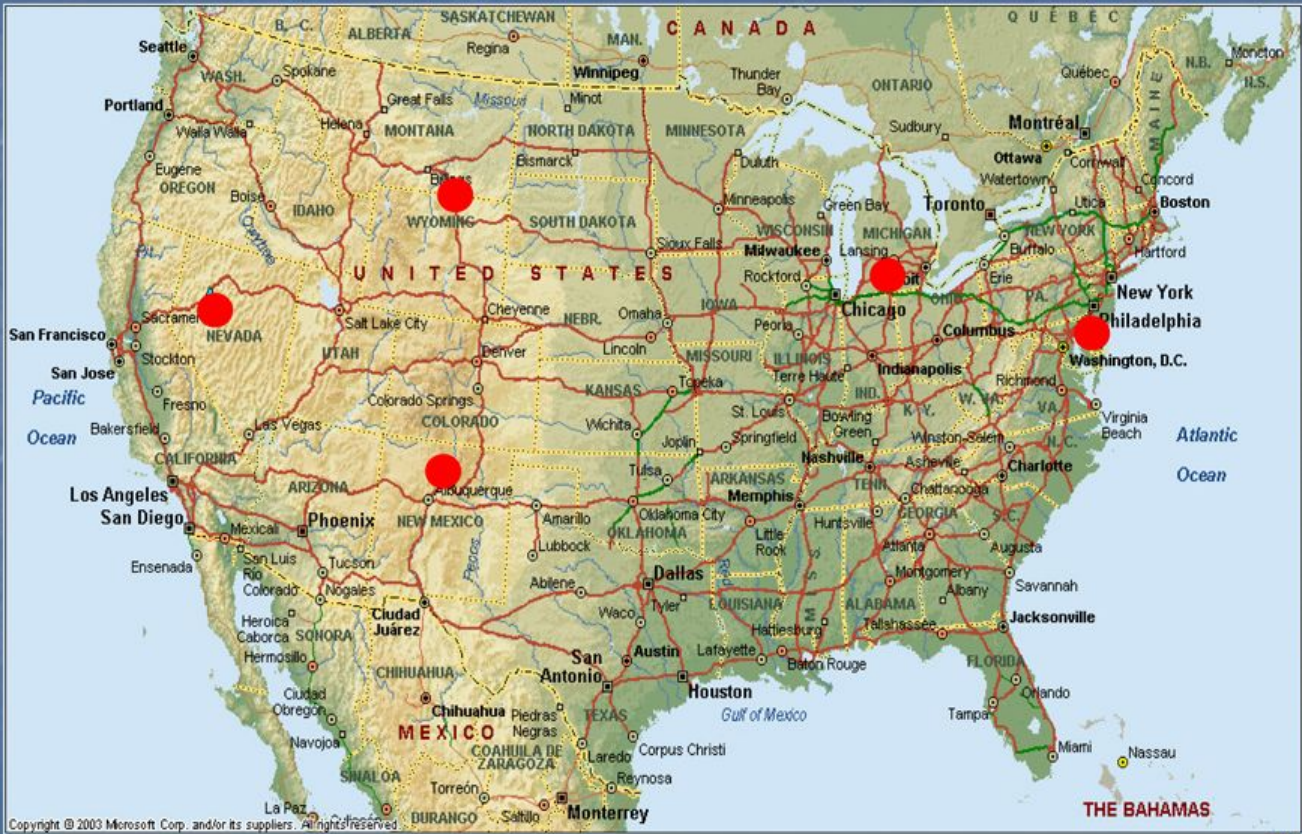 SASKATCHEWAN
CANADA
QUÉBEC
B. C.
ALBERTA
Regina
MAN.
Moncton
Seattle
WASH.
Spokane
Winnipeg
Thunder
Bay
ONTARIO
Québec
N.B.
N.S.
MAINE
Portland
Walla Walla
Great Falls
Missouri
Minot
Helena
MONTANA
NORTH DAKOTA
MINNESOTA
Sudbury
Montréal
Bismarck
Duluth
Ottawa
Cornwall
Eugene
OREGON
Boise
IDAHO
WYOMING
SOUTH DAKOTA
Minneapolis
Green Bay
WISCONSIN
MICHIGAN
Toronto
Watertown
Utica
Concord
Boston
NEW YORK
Buffalo
Hartford
Sioux Falls
Milwaukee
Lansing
Erie
UNITED STATES
Rockford
IOWA
Chicago
OHIO
PA.
New York
Philadelphia
San Francisco
NEVADA
Salt Lake City
Cheyenne
NEBR.
Omaha
Peoria
Columbus
Stockton
UTAH
Denver
Lincoln
MISSOURI
ILLINOIS
Indianapolis
Washington, D.C.
San Jose
Terre Haute
Pacific
Ocean
Fresno
Colorado Springs
COLORADO
KANSAS
Topeka
St. Louis
IND.
W. VA.
Richmond
VA.
Virginia
Beach
Bakersfield
Las Vegas
Wichita
Joplin
Springfield
Bowling
Green
K Y.
Winston-Salem
N. C.
Atlantic
Ocean
CALIFORNIA
Tulsa
Nashville
Asheville
Charlotte
Los Angeles
ARIZONA
Albuquerque
ARKANSAS
TENN.
Chattanooga
San Diego
Mexicali
Phoenix
NEW MEXICO
Pecos
Amarillo
Oklahoma City
OKLAHOMA
Memphis
Little
Rock
Huntsville
GEORGIA
S.C.
Atlanta
Augusta
Ensenada
San Luis
Río
Colorado
Tucson
Nogales
Lubbock
Abilene
Dallas
Red
MISS
Montgomery
Albany
Savannah
Heroica
Caborca
SONORA
Ciudad
Juárez
Waco
Tyler
LOUISIANA
ALABAMA
Hattiesburg
Tallahassee
Jacksonville
Hermosillo
CHIHUAHUA
San
Antonio
Austin
Lafayette
Baton Rouge
FLORIDA
Houston
Ciudad
Obregón
Chihuahua
Piedras
Negras
TEXAS
Gulf of Mexico
Orlando
Tampa
Navojoa
MEXICO
COAHUILA DE
ZARAGOZA
Laredo
Corpus Christi
Miami
Nassau
SINALOA
Torreón
Reynosa
La Paz
DURANGO
Saltillo
Monterrey
THE BAHAMAS
Copyright © 2003 Microsoft Corp. and/or its suppliers. All rights reserved.